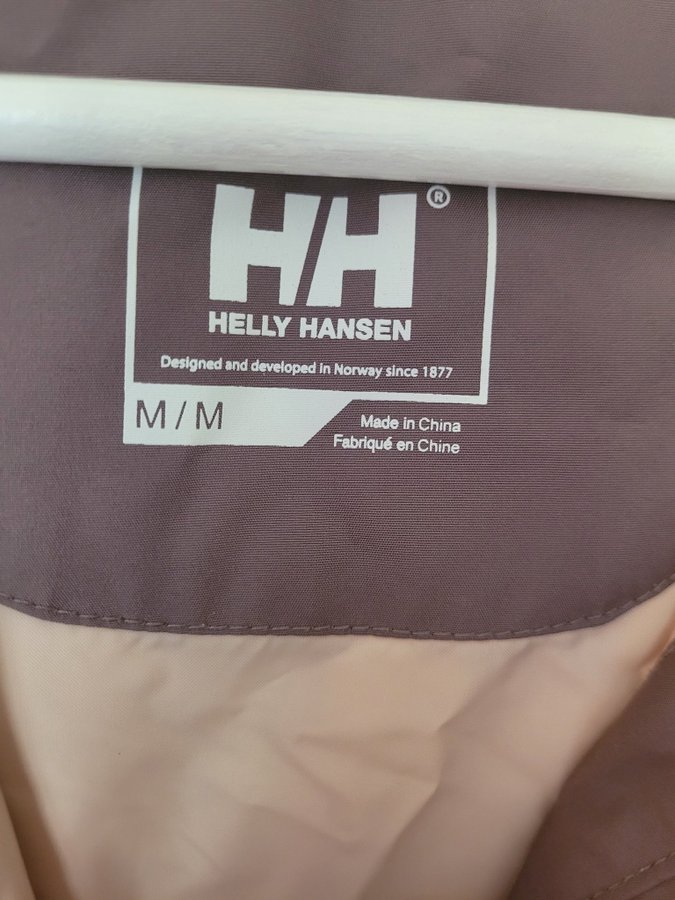 HH®
HELLY HANSEN
Designed and developed in Norway since 1877
M/M
Made in China
Fabriqué en Chine